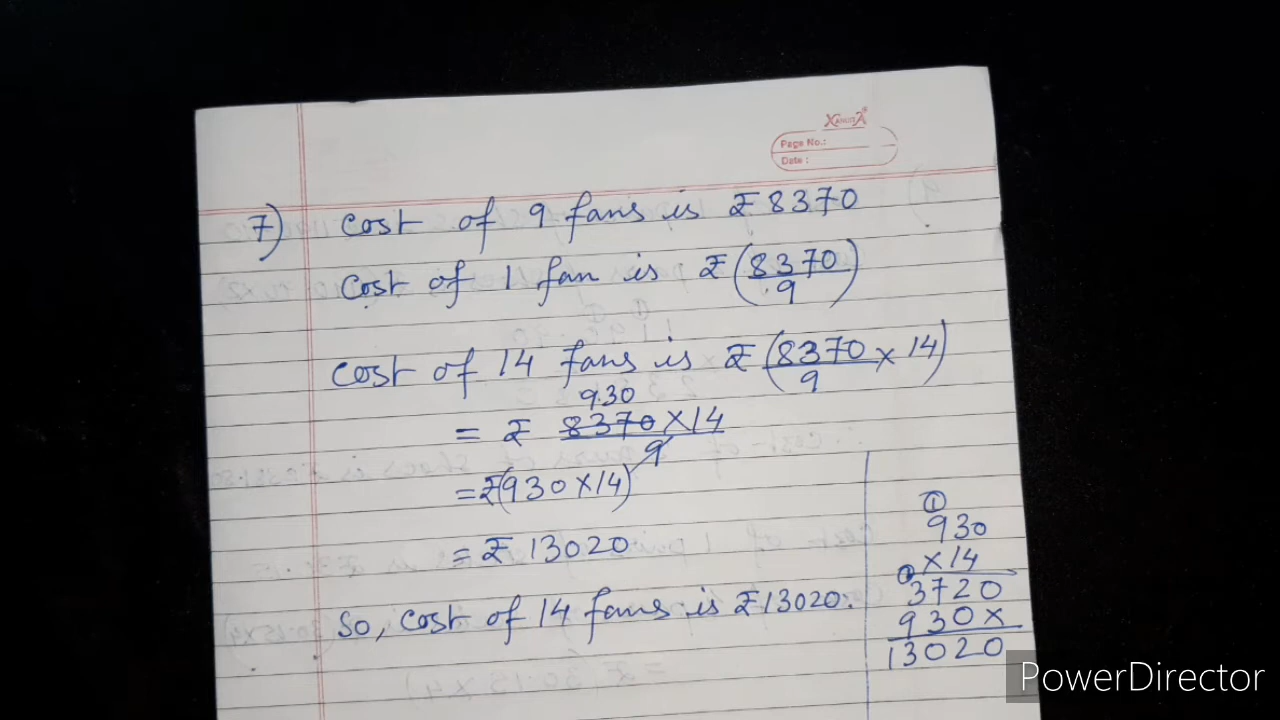 XAMIT A
Page No.:
Date :
7) Cost of 9 fans is ₹ 8370
Cost of 1 fan is ₹ (8370/9)
Cost of 14 fans is ₹ (8370/9 × 14)
930
= ₹ 8370 × 14 / 9
= ₹(930 × 14)
= ₹ 13020
So, cost of 14 fans is ₹ 13020.
1
930
× 14
1 3720
930×
13020
PowerDirector